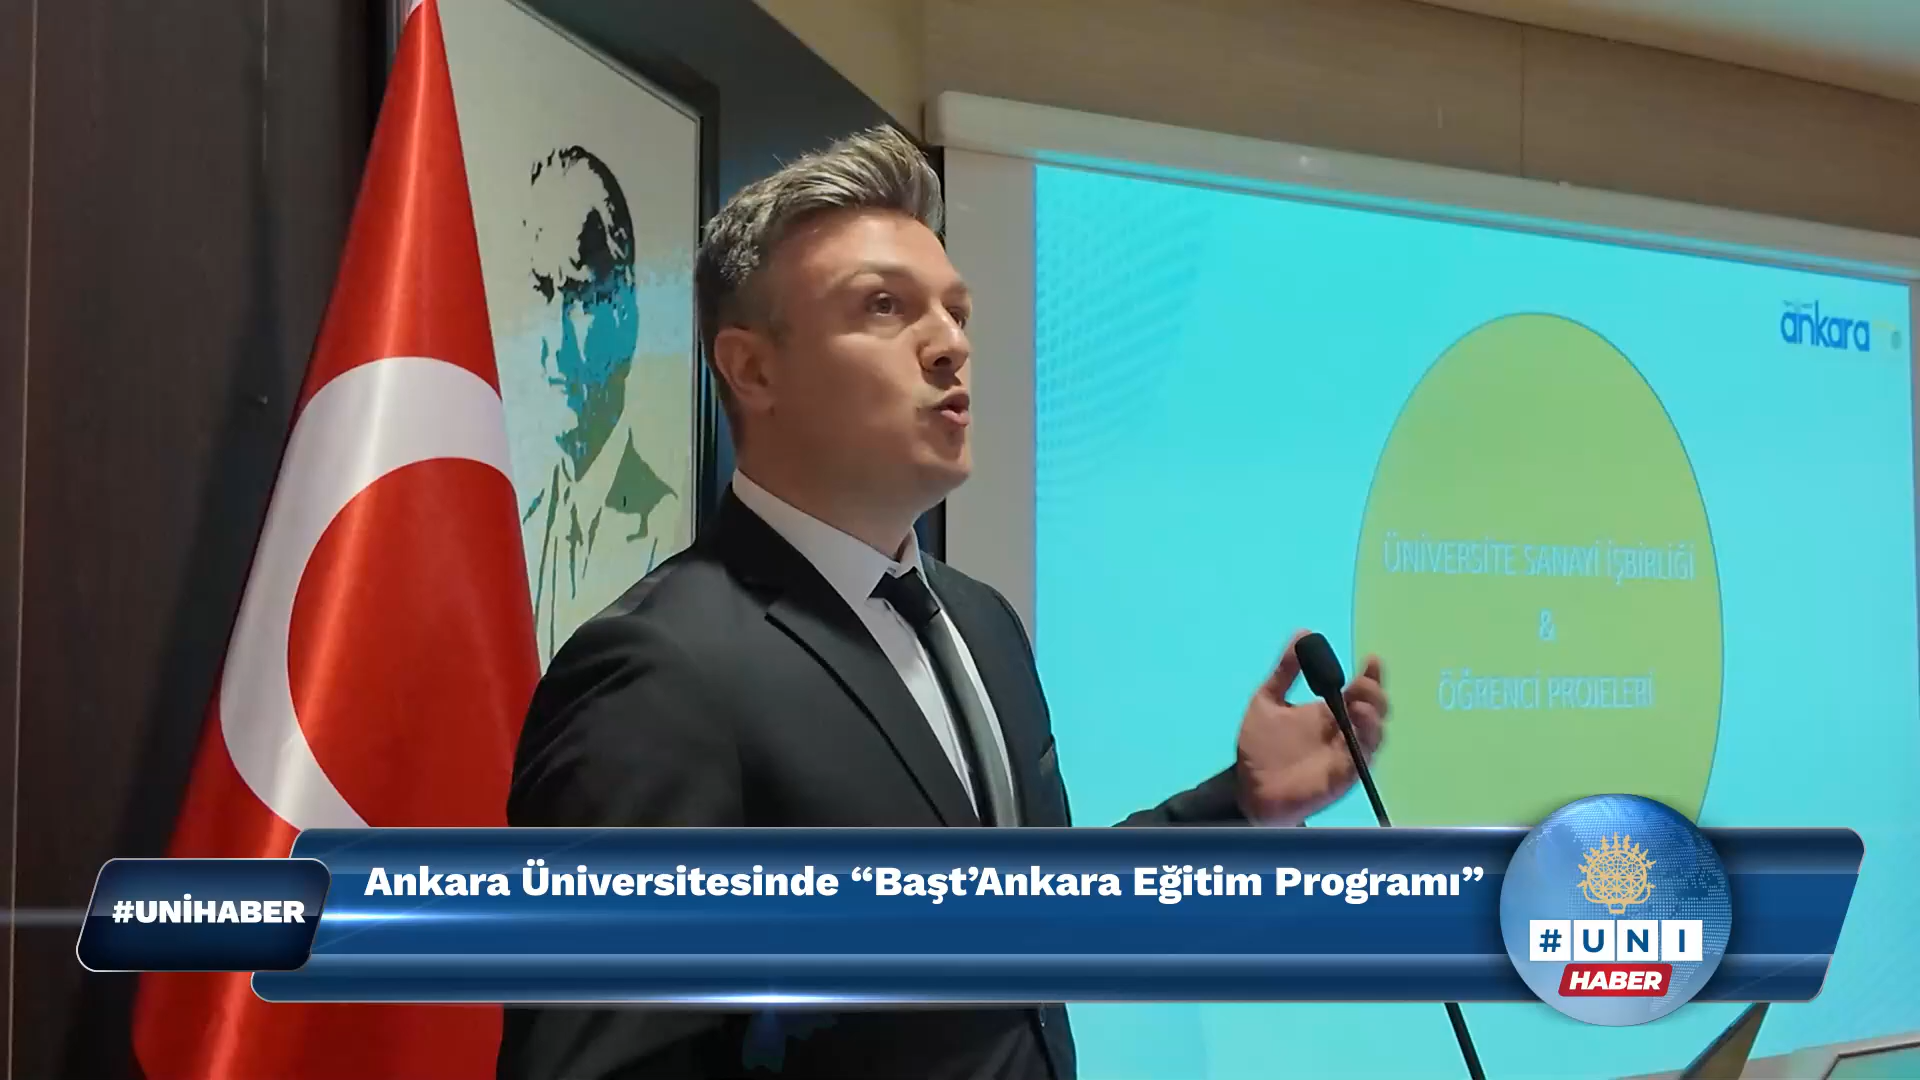 ankara
ÜNİVERSİTE SANAYİ İŞBİRLİĞİ
&
ÖĞRENCİ PROJELERİ
Ankara Üniversitesinde “Başt’Ankara Eğitim Programı”
#UNİHABER
#UNI
HABER